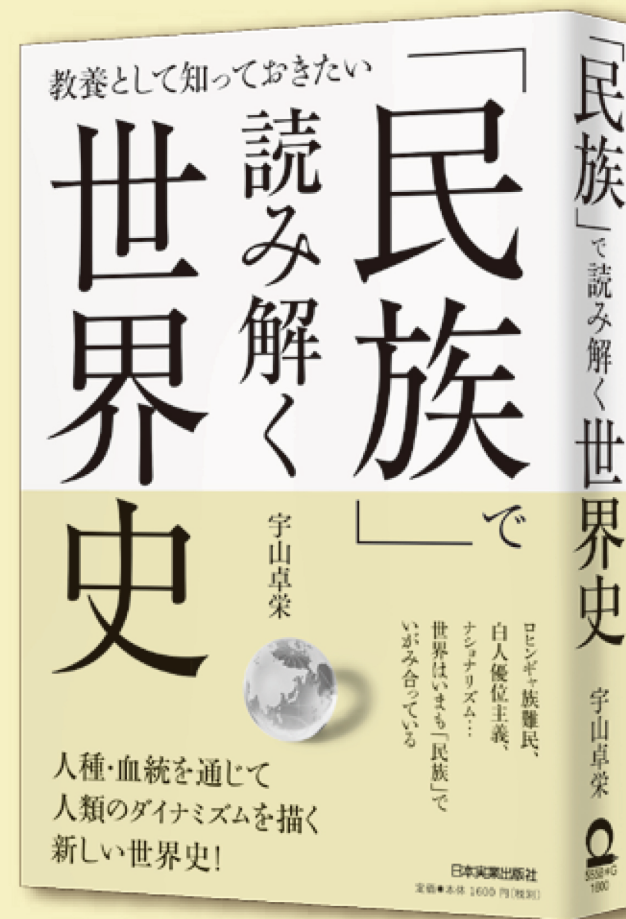 教養として知っておきたい
「民族」で
読み解く
世界史
宇山卓栄
ロヒンギャ族難民、
白人優位主義、
ナショナリズム…
世界はいまも「民族」で
いがみ合っている
人種・血統を通じて
人類のダイナミズムを描く
新しい世界史！
日本実業出版社
定価●本体 1600 円(税別)
「民族」で読み解く世界史
宇山卓栄
1600